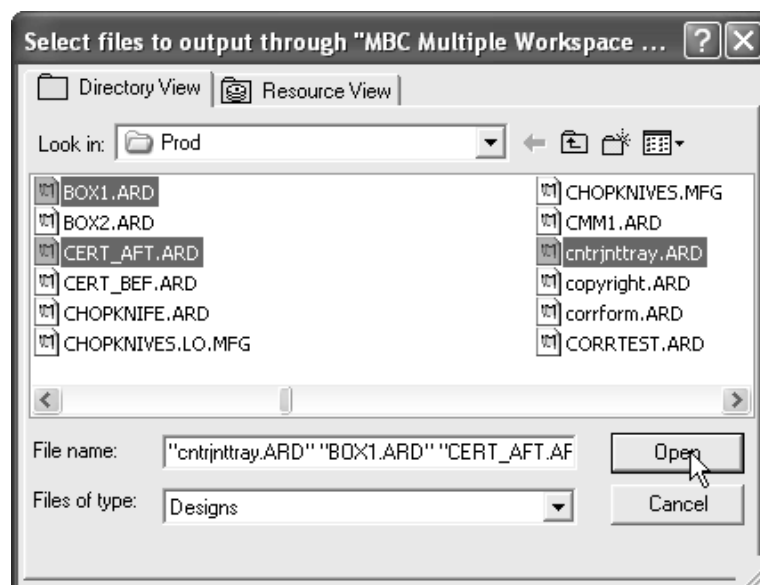 Select files to output through "MBC Multiple Workspace ...
Directory View Resource View
Look in: Prod
BOX1.ARD
BOX2.ARD
CERT_AFT.ARD
CERT_BEF.ARD
CHOPKNIFE.ARD
CHOPKNIVES.LO.MFG
CHOPKNIVES.MFG
CMM1.ARD
cntrjnttray.ARD
copyright.ARD
corrform.ARD
CORRTEST.ARD
File name: "cntrjnttray.ARD" "BOX1.ARD" "CERT_AFT.AF
Open
Files of type: Designs
Cancel